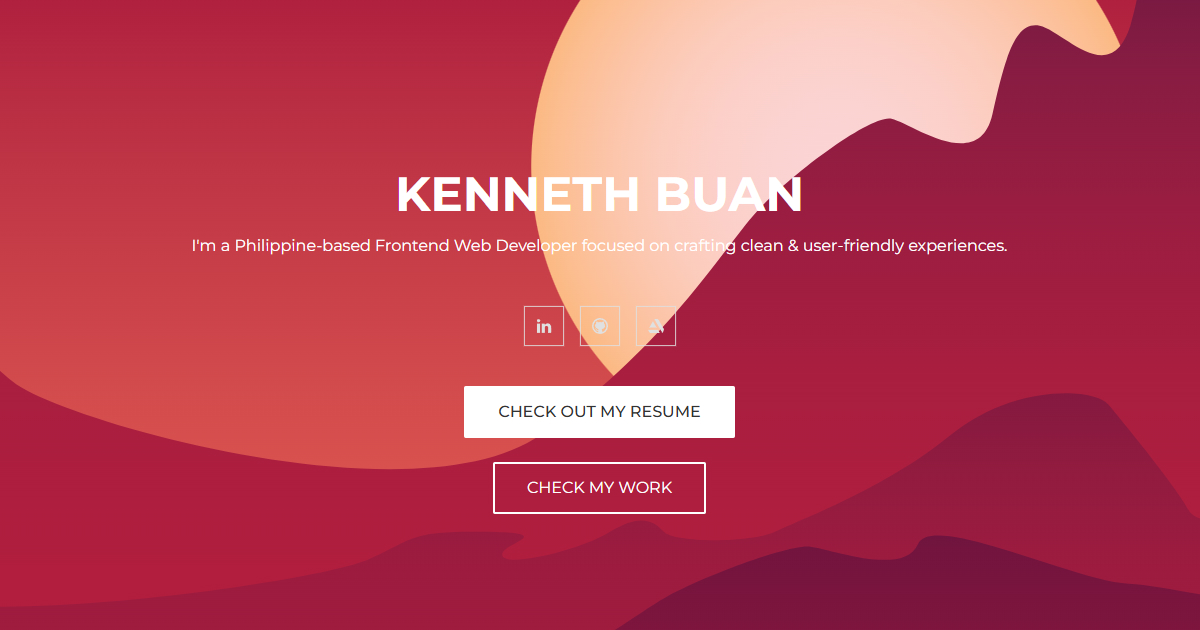 KENNETH BUAN
I'm a Philippine-based Frontend Web Developer focused on crafting clean & user-friendly experiences.
in
CHECK OUT MY RESUME
CHECK MY WORK